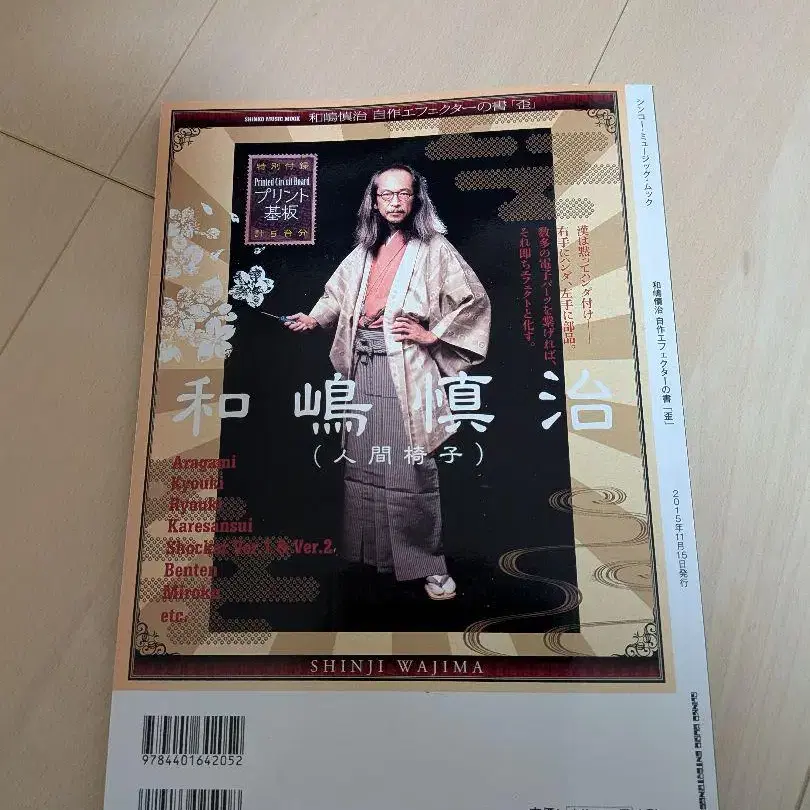 SHINKO MUSIC MOOK 和嶋慎治 自作エフェクターの書「歪」
特別付録
Printed Circuit Board
プリント
基板
計5台分
漢は黙ってハンダ付け――
右手にハンダ、左手に部品。
数多の電子パーツを繋げれば、
それ即ちエフェクトと化す。
和嶋慎治
(人間椅子)
Aragami
Kyouki
Ryouki
Karesansui
Shocker Ver.1 & Ver.2
Benten
Miroku
etc.
SHINJI WAJIMA
シンコー・ミュージック・ムック
和嶋慎治 自作エフェクターの書「歪」
2015年11月15日発行
9784401642052